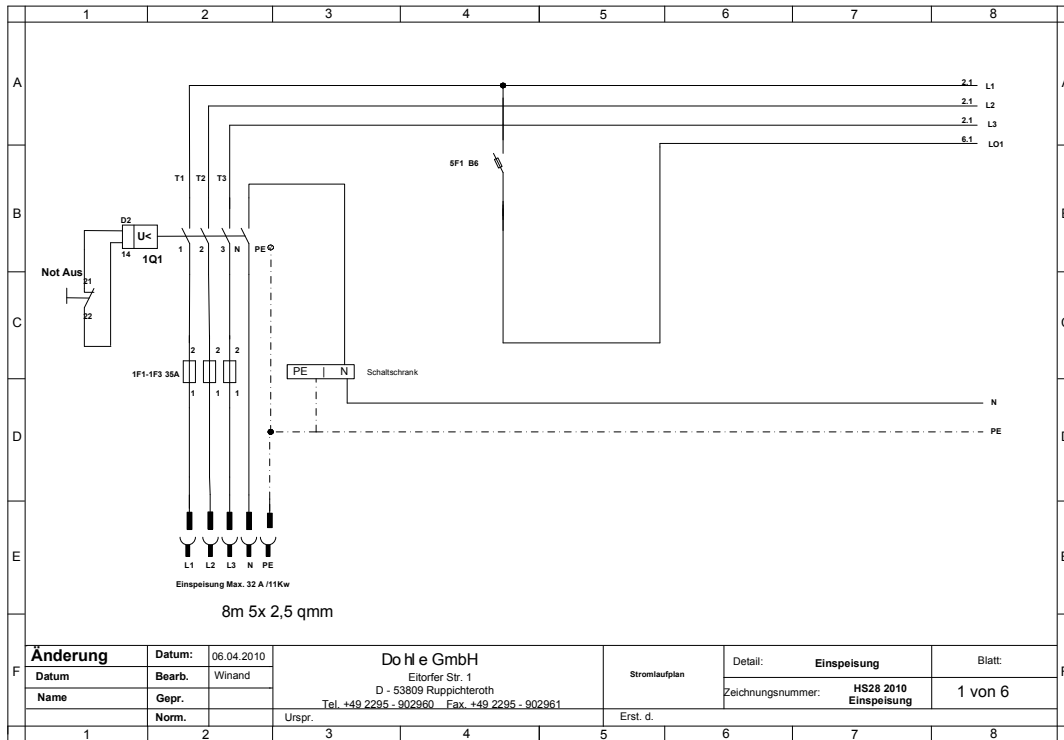 1 2 3 4 5 6 7 8
A
2.1 L1
2.1 L2
2.1 L3
6.1 LO1
5F1 B6
T1 T2 T3
B B
D2
U<
1 2 3 N PE
14
1Q1
Not Aus
21
22
C C
2 2 2
1F1-1F3 35A
1 1 1
PE | N Schaltschrank
N
D D
PE
E E
L1 L2 L3 N PE
Einspeisung Max. 32 A /11Kw
8m 5x 2,5 qmm
F F
Änderung Datum: 06.04.2010
Datum Bearb. Winand
Name Gepr.
Norm.
Dohle GmbH
Eitorfer Str. 1
D - 53809 Ruppichteroth
Tel. +49 2295 - 902960 Fax. +49 2295 - 902961
Urspr.
Stromlaufplan
Erst. d.
Detail: Einspeisung
Zeichnungsnummer: HS28 2010
Einspeisung
Blatt:
1 von 6
1 2 3 4 5 6 7 8